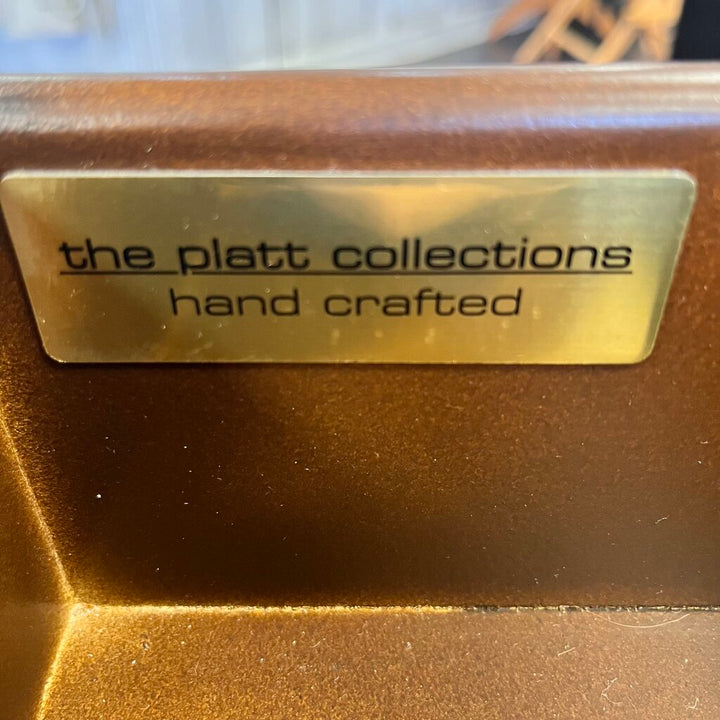 the platt collections
hand crafted